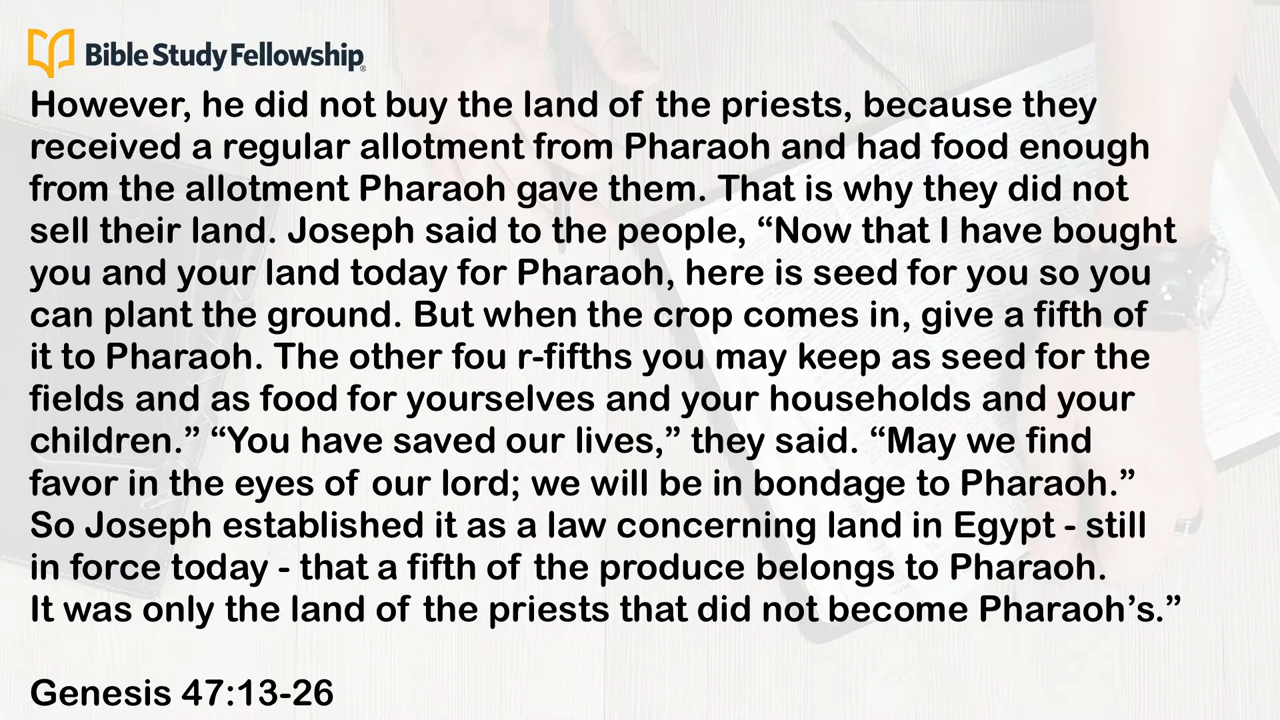 Bible Study Fellowship®
However, he did not buy the land of the priests, because they
received a regular allotment from Pharaoh and had food enough
from the allotment Pharaoh gave them. That is why they did not
sell their land. Joseph said to the people, “Now that I have bought
you and your land today for Pharaoh, here is seed for you so you
can plant the ground. But when the crop comes in, give a fifth of
it to Pharaoh. The other fou r-fifths you may keep as seed for the
fields and as food for yourselves and your households and your
children.” “You have saved our lives,” they said. “May we find
favor in the eyes of our lord; we will be in bondage to Pharaoh.”
So Joseph established it as a law concerning land in Egypt - still
in force today - that a fifth of the produce belongs to Pharaoh.
It was only the land of the priests that did not become Pharaoh’s.”
Genesis 47:13-26